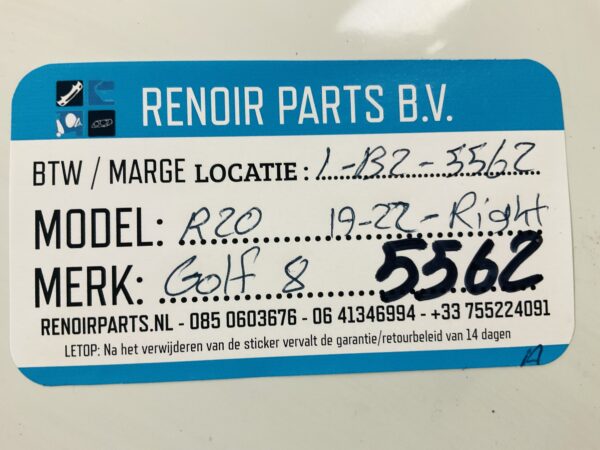 RENOIR PARTS B.V.
BTW / MARGE LOCATIE: 1-B2-5562
MODEL: R20 19-22-Right
MERK: Golf 8 5562
RENOIRPARTS.NL - 085 0603676 - 06 41346994 - +33 755224091
LETOP: Na het verwijderen van de sticker vervalt de garantie/retourbeleid van 14 dagen